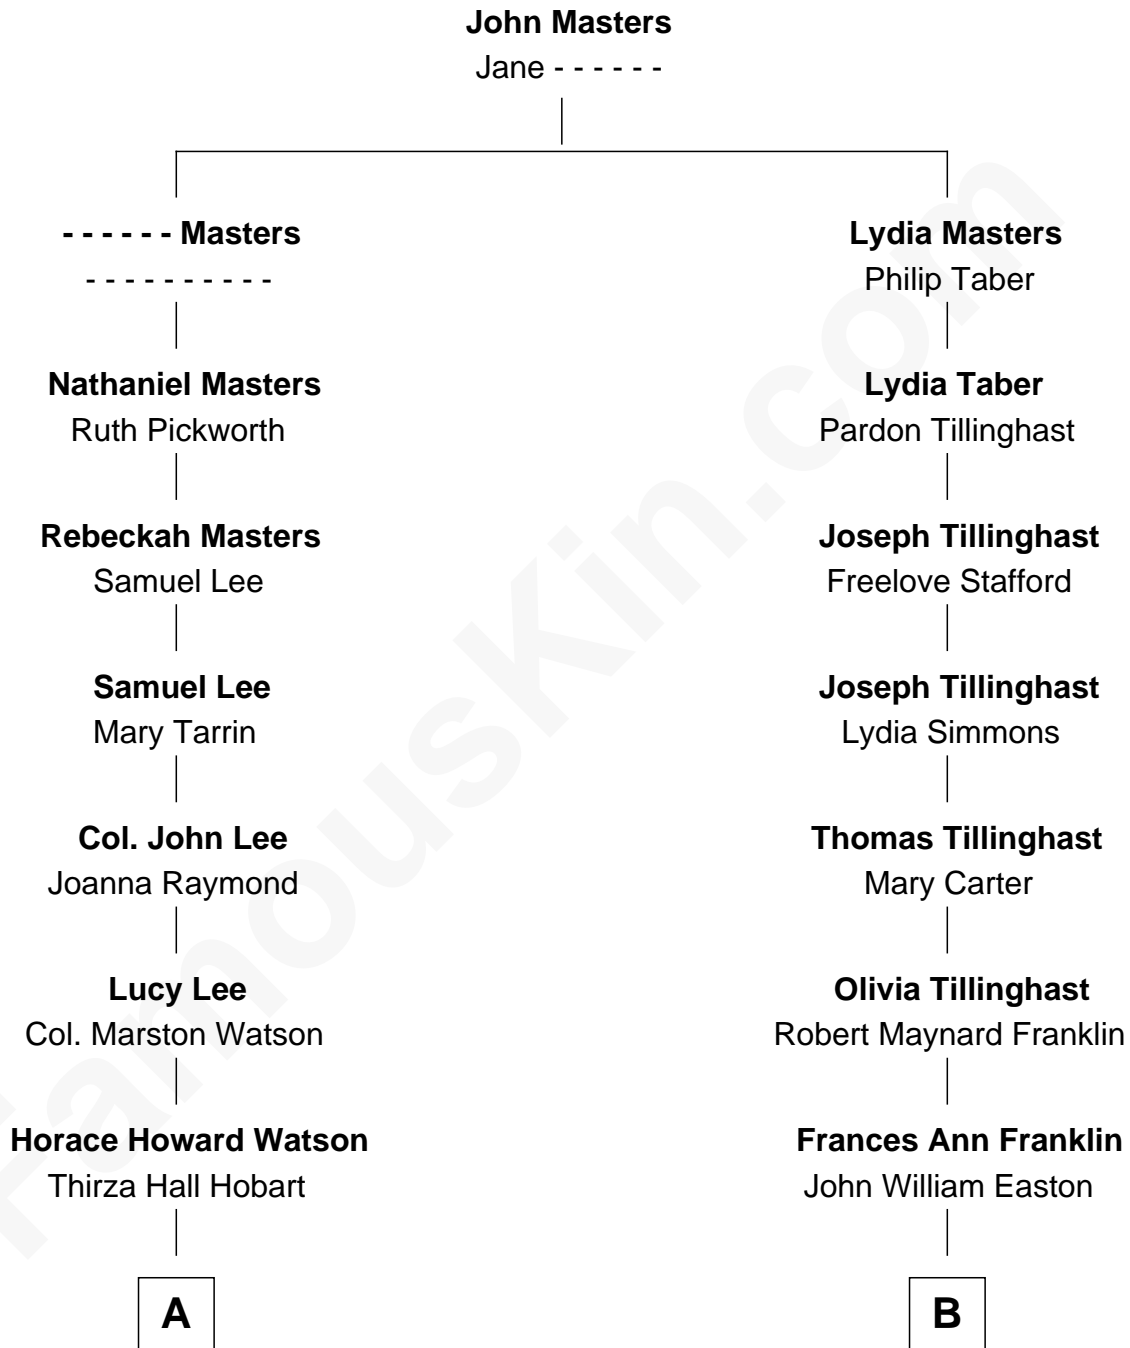 John Masters
Jane - - - - - -
- - - - - - Masters
- - - - - - - - - -
Nathaniel Masters
Ruth Pickworth
Rebeckah Masters
Samuel Lee
Samuel Lee
Mary Tarrin
Col. John Lee
Joanna Raymond
Lucy Lee
Col. Marston Watson
Horace Howard Watson
Thirza Hall Hobart
A
Lydia Masters
Philip Taber
Lydia Taber
Pardon Tillinghast
Joseph Tillinghast
Freelove Stafford
Joseph Tillinghast
Lydia Simmons
Thomas Tillinghast
Mary Carter
Olivia Tillinghast
Robert Maynard Franklin
Frances Ann Franklin
John William Easton
B
FamousKin.com